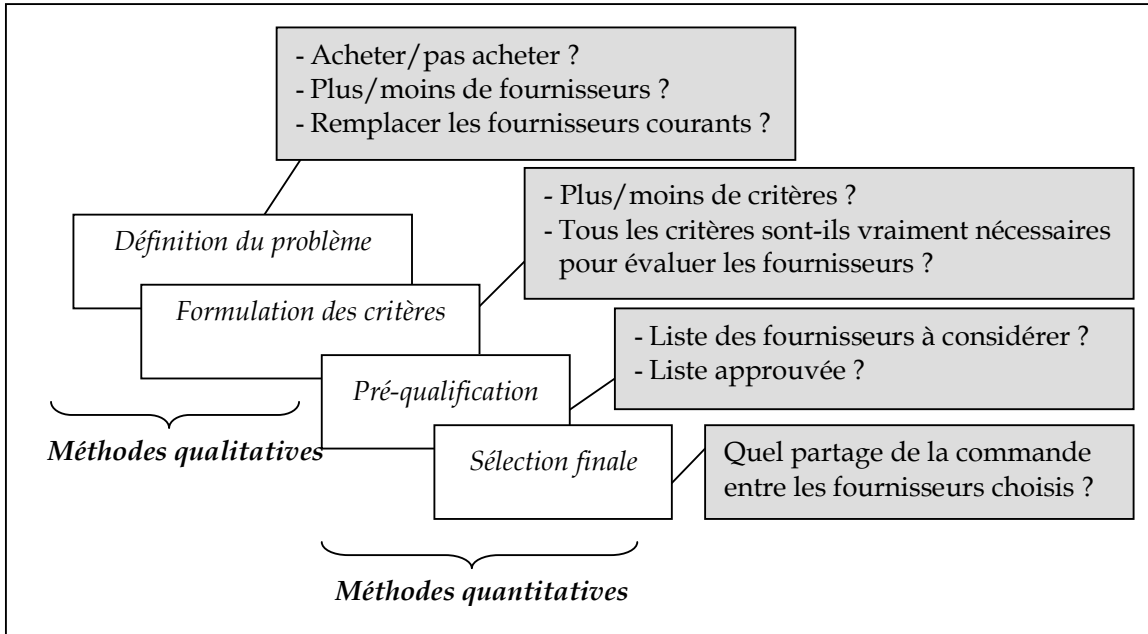 - Acheter/pas acheter ?
- Plus/moins de fournisseurs ?
- Remplacer les fournisseurs courants ?
Définition du problème
- Plus/moins de critères ?
- Tous les critères sont-ils vraiment nécessaires
pour évaluer les fournisseurs ?
Formulation des critères
- Liste des fournisseurs à considérer ?
- Liste approuvée ?
Pré-qualification
Méthodes qualitatives
Sélection finale
Quel partage de la commande
entre les fournisseurs choisis ?
Méthodes quantitatives